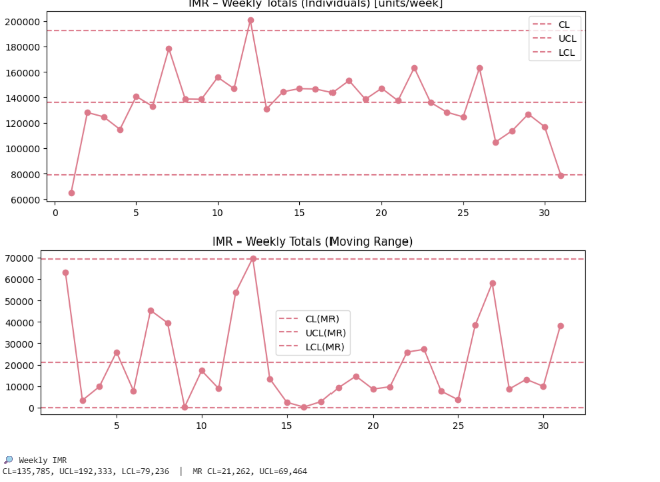 IMR – Weekly Totals (Individuals) [units/week]
200000
180000
160000
140000
120000
100000
80000
60000
CL
UCL
LCL
0 5 10 15 20 25 30
IMR – Weekly Totals (Moving Range)
70000
60000
50000
40000
30000
20000
10000
0
CL(MR)
UCL(MR)
LCL(MR)
5 10 15 20 25 30
🔎 Weekly IMR
CL=135,785, UCL=192,333, LCL=79,236 | MR CL=21,262, UCL=69,464